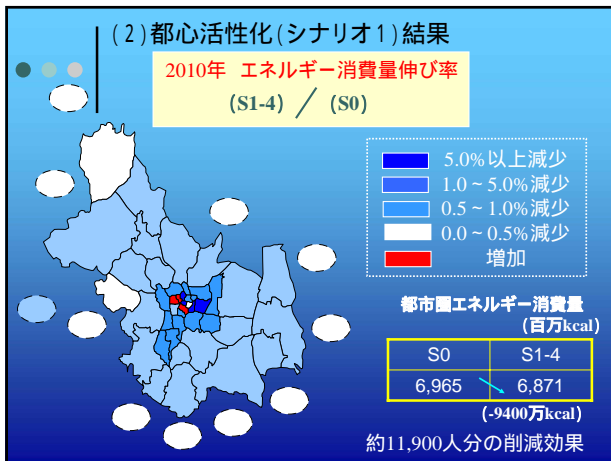 (2)都心活性化(シナリオ1)結果
2010年 エネルギー消費量伸び率
(S1-4) / (S0)
5.0%以上減少
1.0~5.0%減少
0.5~1.0%減少
0.0~0.5%減少
増加
都市圏エネルギー消費量
(百万kcal)
S0 S1-4
6,965 6,871
(-9400万kcal)
約11,900人分の削減効果